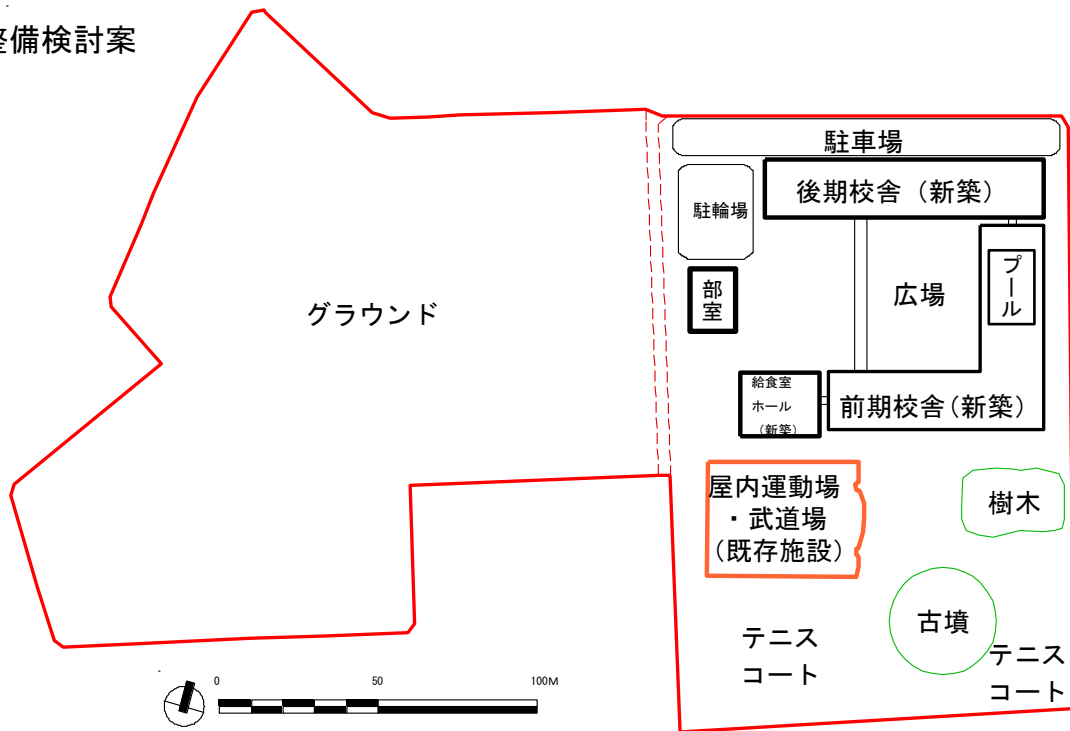 整備検討案
駐車場
後期校舎（新築）
駐輪場
プール
部室
広場
グラウンド
給食室
ホール
（新築）
前期校舎（新築）
屋内運動場
・武道場
（既存施設）
樹木
古墳
テニス
コート
テニス
コート
0 50 100M